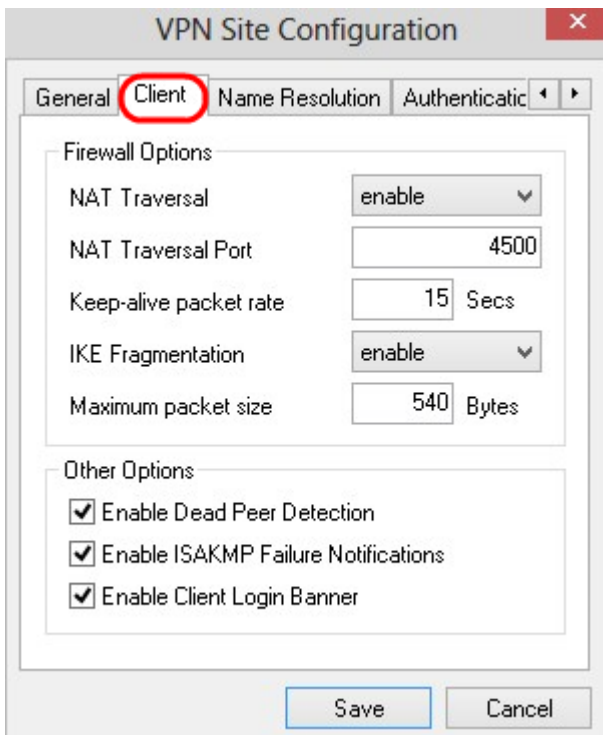 VPN Site Configuration
General Client Name Resolution Authenticatic
Firewall Options
NAT Traversal enable
NAT Traversal Port 4500
Keep-alive packet rate 15 Secs
IKE Fragmentation enable
Maximum packet size 540 Bytes
Other Options
Enable Dead Peer Detection
Enable ISAKMP Failure Notifications
Enable Client Login Banner
Save Cancel